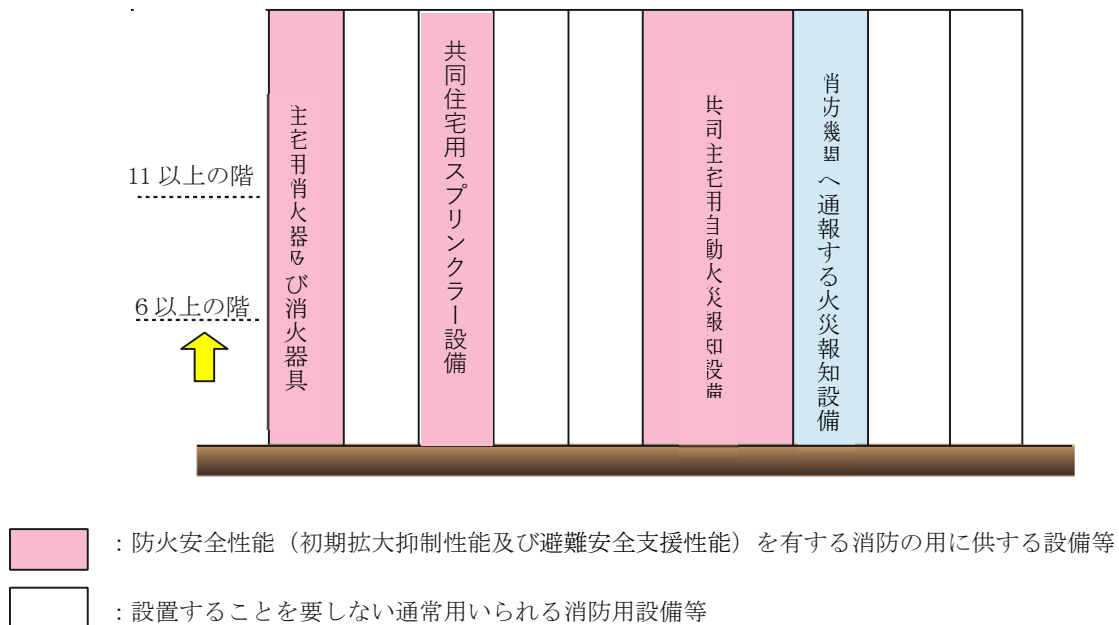 住宅用消火器及び消火器具
共同住宅用スプリンクラー設備
共同住宅用自動火災報知設備
消防機関へ通報する火災報知設備
11 以上の階
6 以上の階
：防火安全性能（初期拡大抑制性能及び避難安全支援性能）を有する消防の用に供する設備等
：設置することを要しない通常用いられる消防用設備等